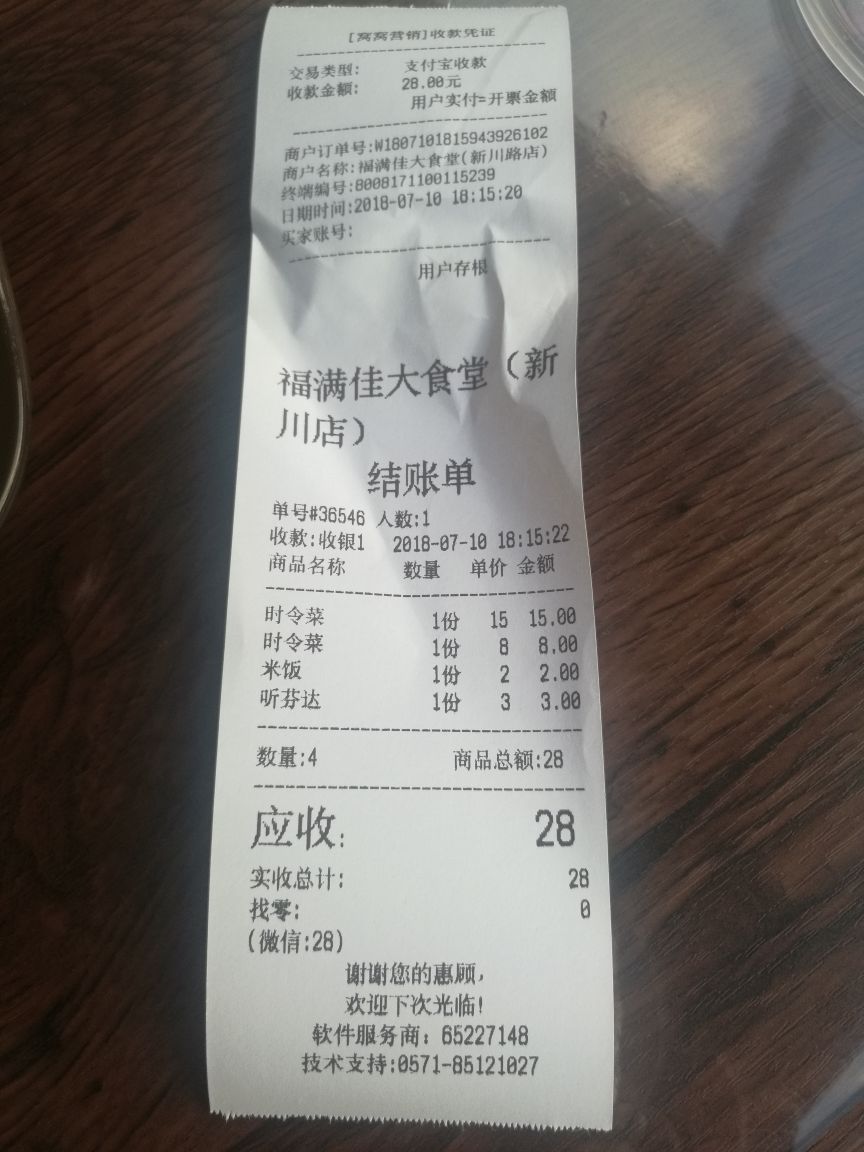 [窝窝营销]收款凭证
交易类型: 支付宝收款
收款金额: 28.00元
用户实付=开票金额
商户订单号:W1807101815943926102
商户名称:福满佳大食堂(新川路店)
终端编号:8008171100115239
日期时间:2018-07-10 18:15:20
买家账号:
用户存根
福满佳大食堂（新
川店）
结账单
单号#36546 人数:1
收款:收银1 2018-07-10 18:15:22
商品名称 数量 单价 金额
时令菜 1份 15 15.00
时令菜 1份 8 8.00
米饭 1份 2 2.00
听芬达 1份 3 3.00
数量:4 商品总额:28
应收: 28
实收总计: 28
找零: 0
(微信:28)
谢谢您的惠顾,
欢迎下次光临!
软件服务商: 65227148
技术支持:0571-85121027